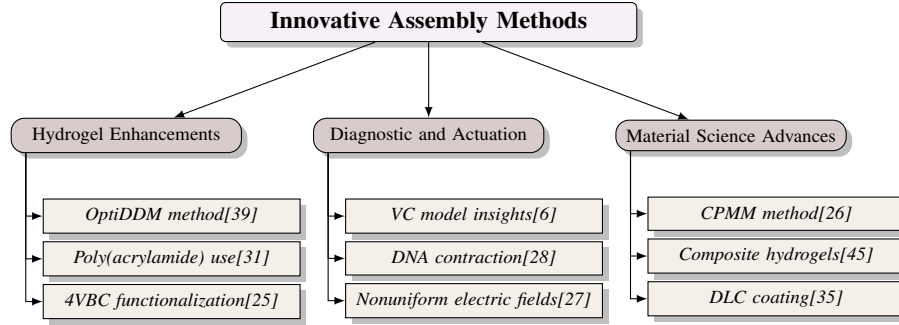 Innovative Assembly Methods
Hydrogel Enhancements
Diagnostic and Actuation
Material Science Advances
OptiDDM method[39]
Poly(acrylamide) use[31]
4VBC functionalization[25]
VC model insights[6]
DNA contraction[28]
Nonuniform electric fields[27]
CPMM method[26]
Composite hydrogels[45]
DLC coating[35]